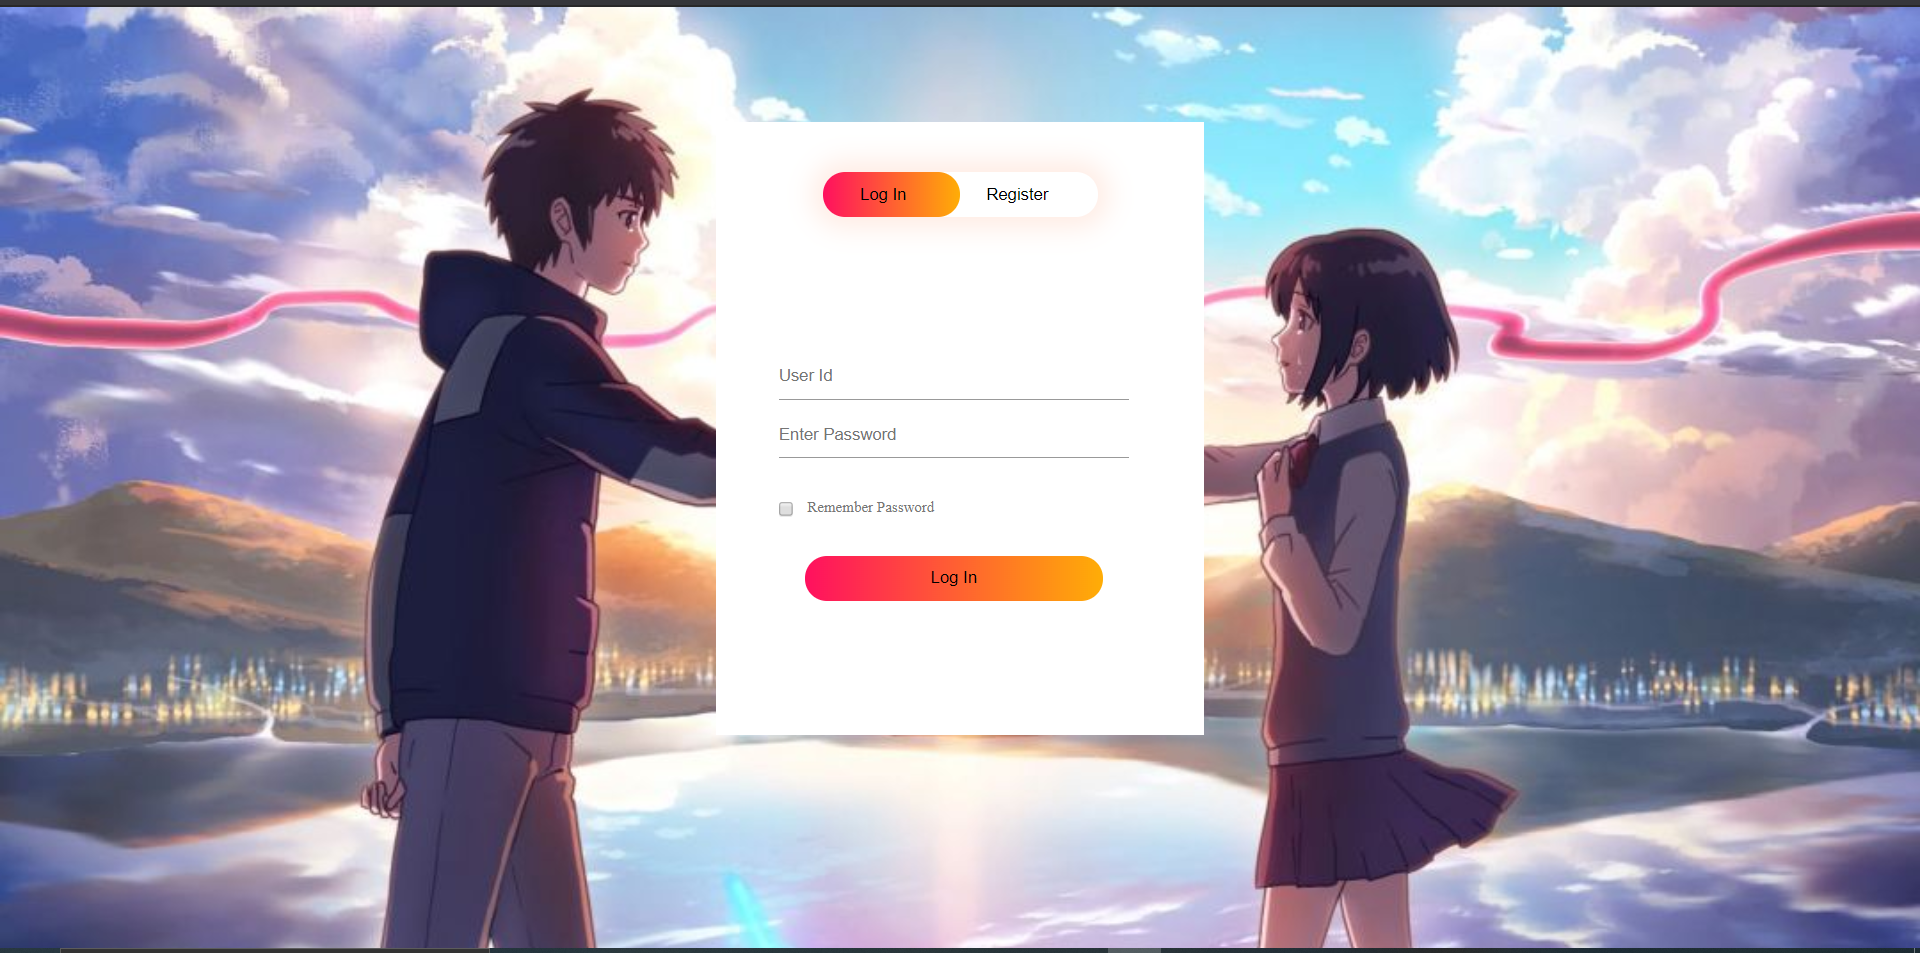 Log In Register
User Id
Enter Password
Remember Password
Log In